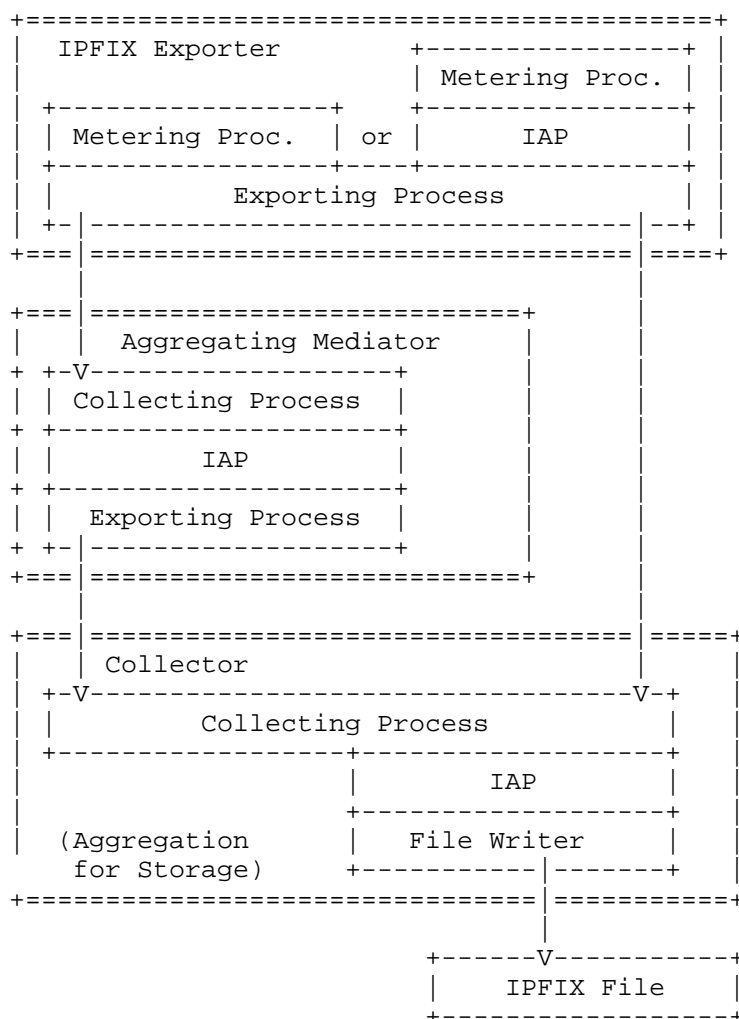 IPFIX Exporter
Metering Proc.
Metering Proc. or IAP
Exporting Process
Aggregating Mediator
Collecting Process
IAP
Exporting Process
Collector
Collecting Process
IAP
(Aggregation File Writer
for Storage)
IPFIX File